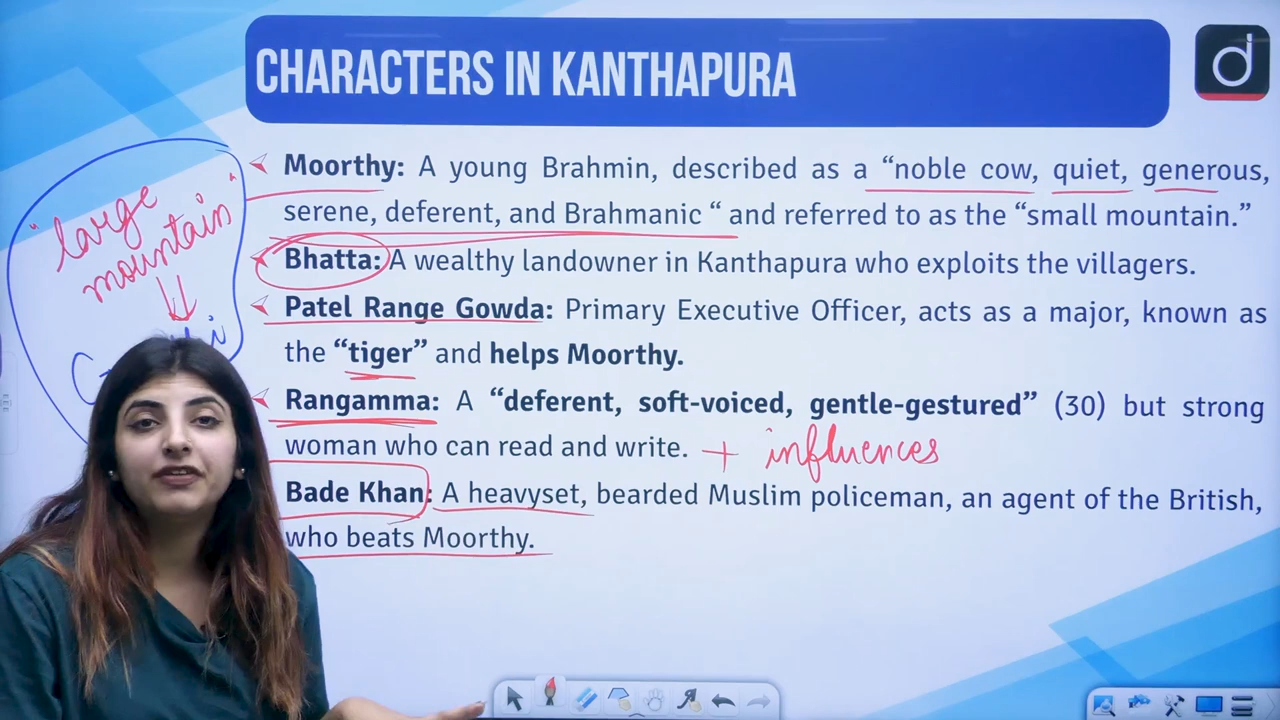 CHARACTERS IN KANTHAPURA
d
"large mountain"
Moorthy: A young Brahmin, described as a “noble cow, quiet, generous,
serene, deferent, and Brahmanic “ and referred to as the “small mountain.”
Bhatta: A wealthy landowner in Kanthapura who exploits the villagers.
Patel Range Gowda: Primary Executive Officer, acts as a major, known as
the “tiger” and helps Moorthy.
Rangamma: A “deferent, soft-voiced, gentle-gestured” (30) but strong
woman who can read and write. + influences
Bade Khan: A heavyset, bearded Muslim policeman, an agent of the British,
who beats Moorthy.